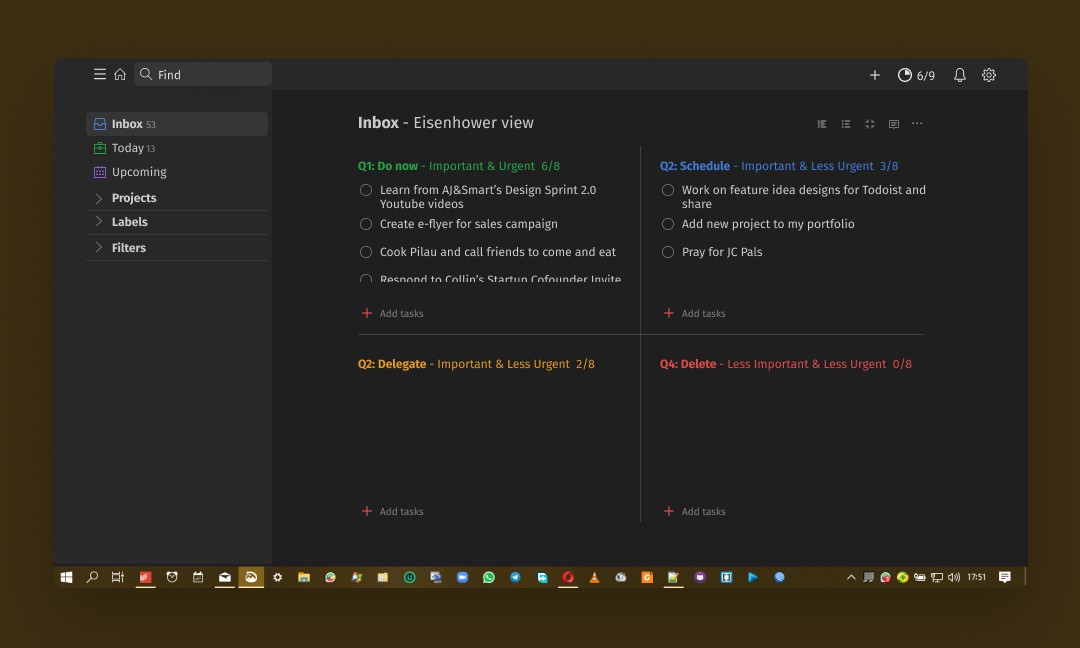 Find
6/9
Inbox 53
Today 13
Upcoming
Projects
Labels
Filters
Inbox - Eisenhower view
Q1: Do now - Important & Urgent 6/8
Learn from AJ&Smart's Design Sprint 2.0
Youtube videos
Create e-flyer for sales campaign
Cook Pilau and call friends to come and eat
Respond to Collin's Startup Cofounder Invite
Add tasks
Q2: Schedule - Important & Less Urgent 3/8
Work on feature idea designs for Todoist and
share
Add new project to my portfolio
Pray for JC Pals
Add tasks
Q2: Delegate - Important & Less Urgent 2/8
Add tasks
Q4: Delete - Less Important & Less Urgent 0/8
Add tasks
17:51